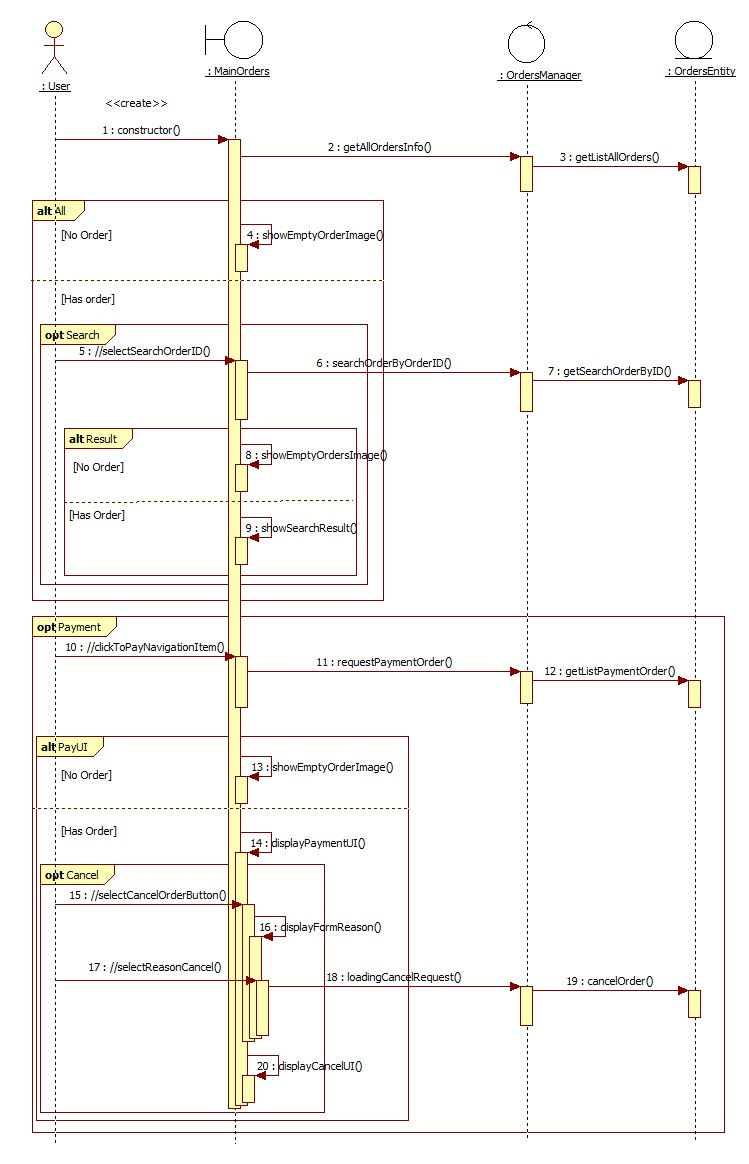 : User
: MainOrders
: OrdersManager
: OrdersEntity
<<create>>
1 : constructor()
2 : getAllOrdersInfo()
3 : getListAllOrders()
alt All
[No Order]
4 : showEmptyOrderImage()
[Has order]
opt Search
5 : //selectSearchOrderID()
6 : searchOrderByOrderID()
7 : getSearchOrderByID()
alt Result
[No Order]
8 : showEmptyOrdersImage()
[Has Order]
9 : showSearchResult()
opt Payment
10 : //clickToPayNavigationItem()
11 : requestPaymentOrder()
12 : getListPaymentOrder()
alt PayUI
[No Order]
13 : showEmptyOrderImage()
[Has Order]
14 : displayPaymentUI()
opt Cancel
15 : //selectCancelOrderButton()
16 : displayFormReason()
17 : //selectReasonCancel()
18 : loadingCancelRequest()
19 : cancelOrder()
20 : displayCancelUI()